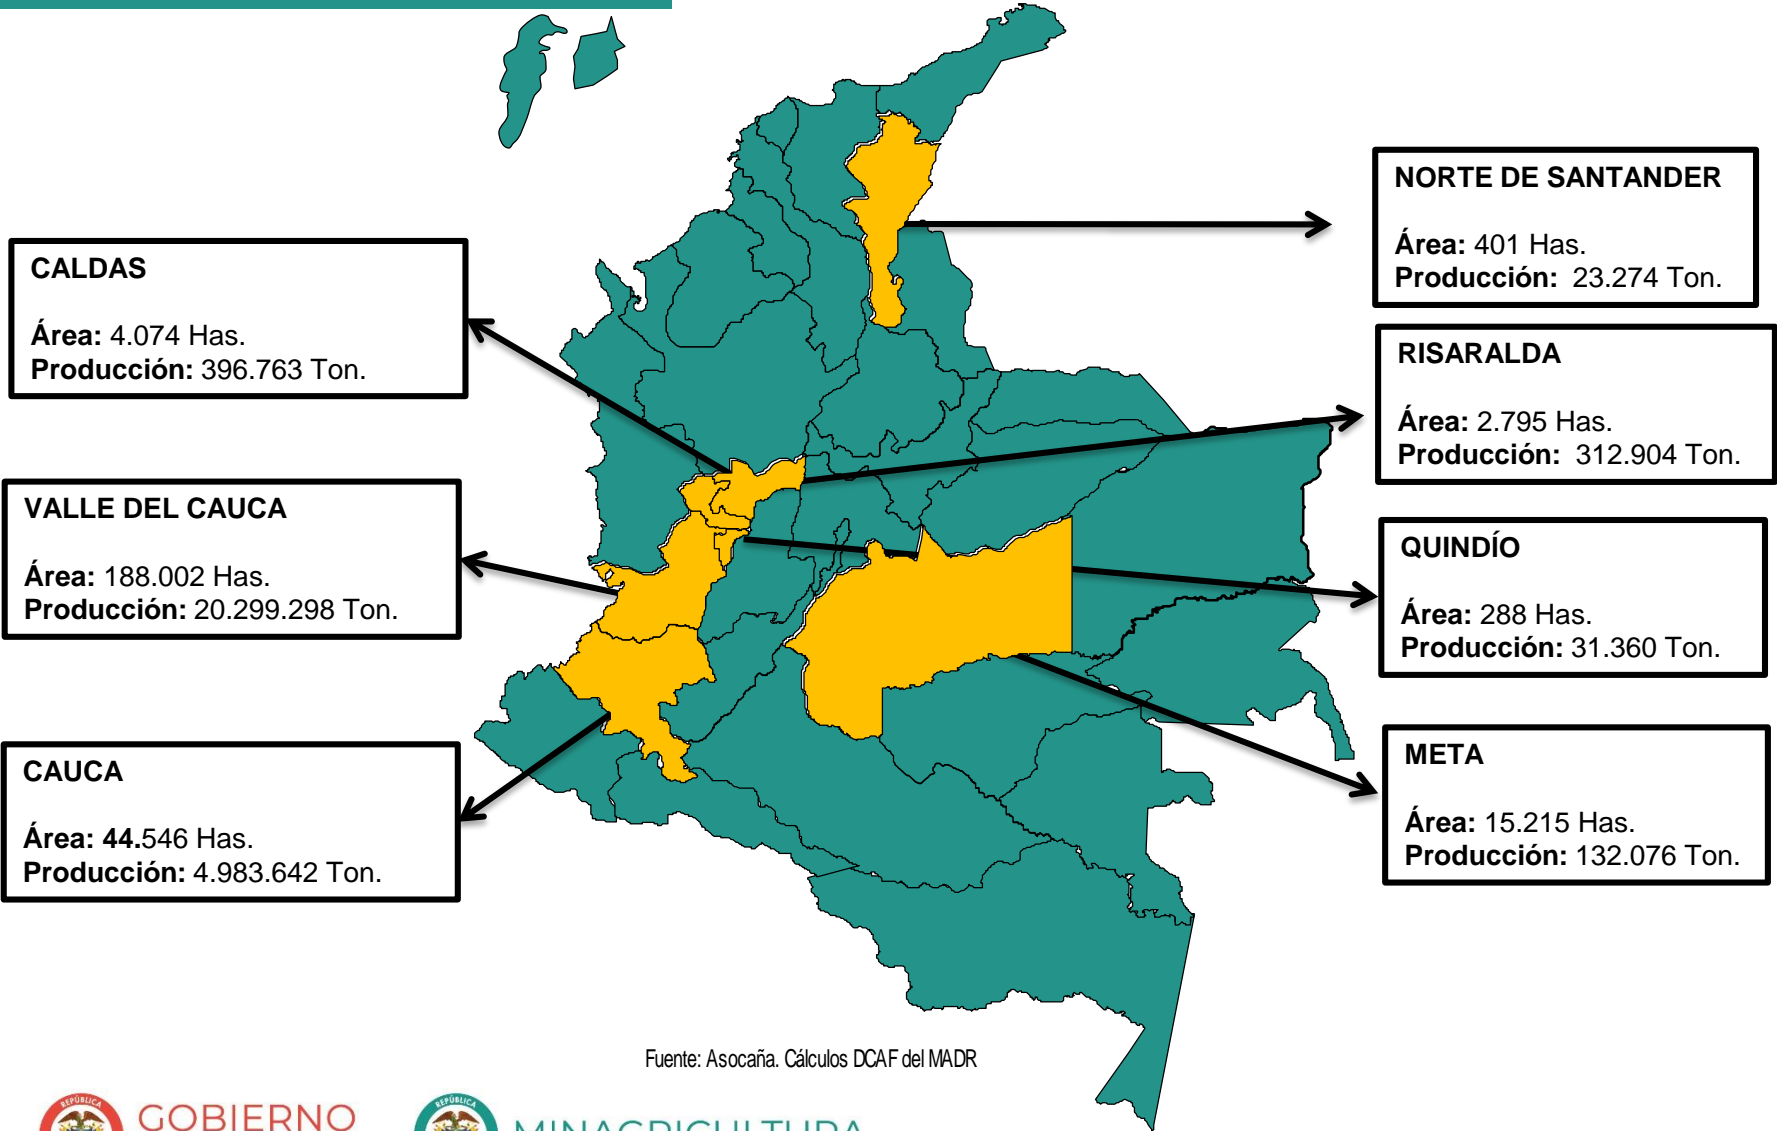 CALDAS
Área: 4.074 Has.
Producción: 396.763 Ton.
VALLE DEL CAUCA
Área: 188.002 Has.
Producción: 20.299.298 Ton.
CAUCA
Área: 44.546 Has.
Producción: 4.983.642 Ton.
NORTE DE SANTANDER
Área: 401 Has.
Producción: 23.274 Ton.
RISARALDA
Área: 2.795 Has.
Producción: 312.904 Ton.
QUINDÍO
Área: 288 Has.
Producción: 31.360 Ton.
META
Área: 15.215 Has.
Producción: 132.076 Ton.
Fuente: Asocaña. Cálculos DCAF del MADR
REPÚBLICA
GOBIERNO
REPÚBLICA
MINAGRICULTURA